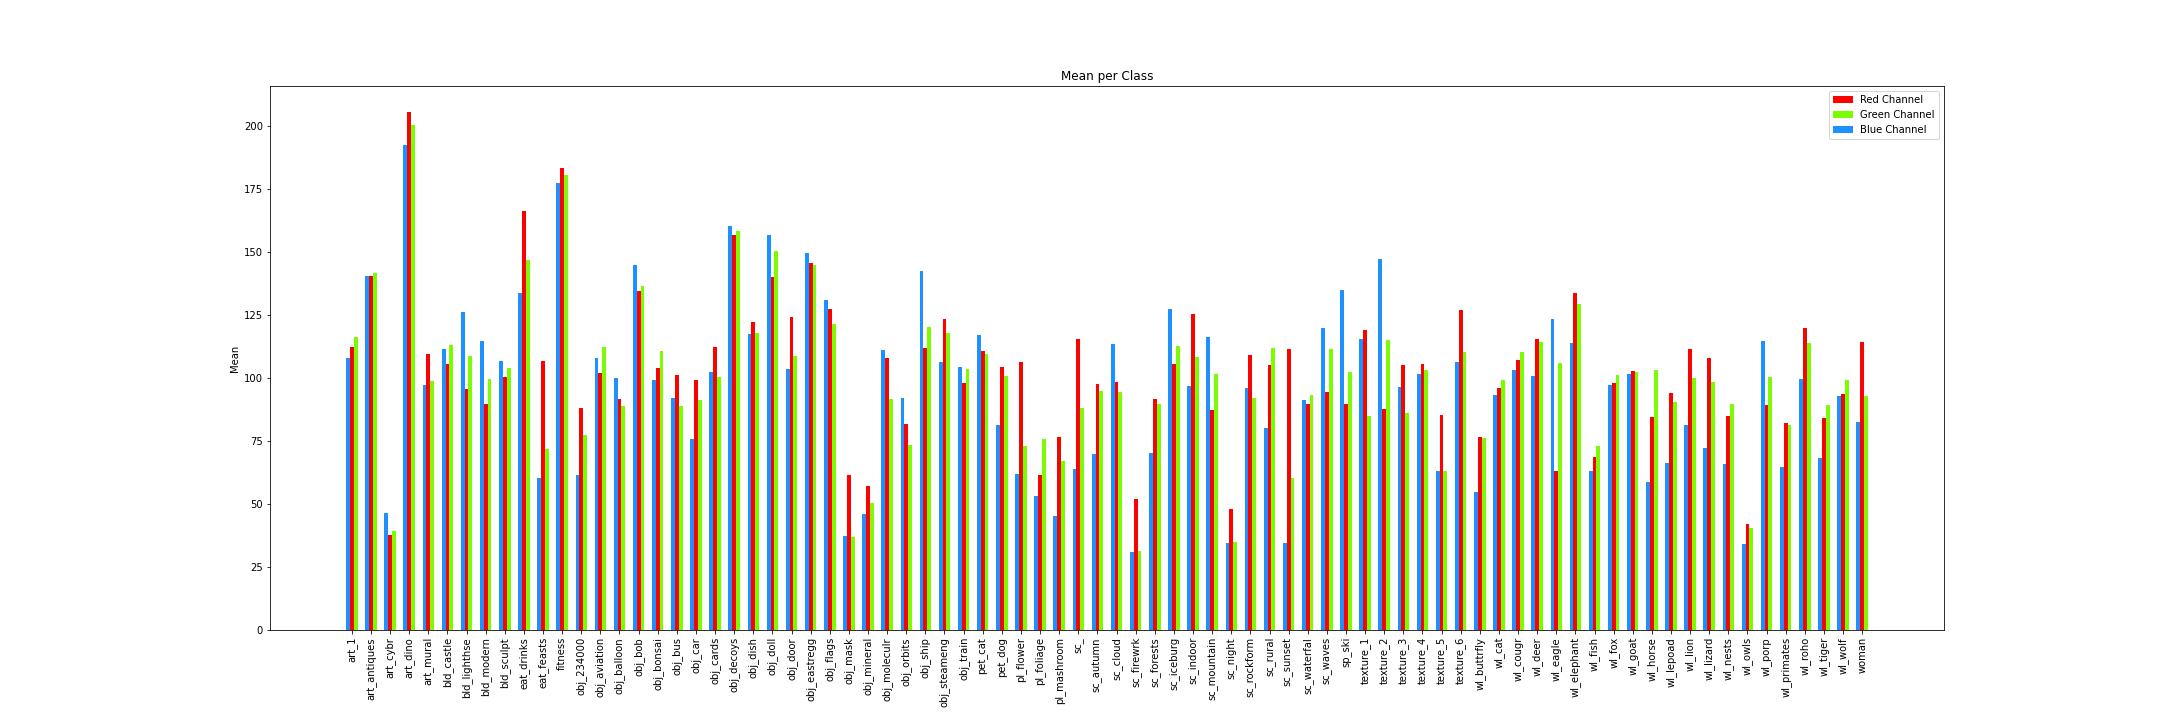 Mean per Class
Red Channel
Green Channel
Blue Channel
Mean
200
175
150
125
100
75
50
25
0
art_1
art_antiques
art_cybr
art_dino
art_mural
bld_castle
bld_lighthse
bld_modern
bld_sculpt
eat_drinks
eat_feasts
fitness
obj_234000
obj_aviation
obj_balloon
obj_bob
obj_bonsai
obj_bus
obj_car
obj_cards
obj_decoys
obj_dish
obj_doll
obj_door
obj_eastregg
obj_flags
obj_mask
obj_mineral
obj_moleculr
obj_orbits
obj_ship
obj_steameng
obj_train
pet_cat
pet_dog
pl_flower
pl_foliage
pl_mashroom
sc_
sc_autumn
sc_cloud
sc_firewrk
sc_forests
sc_iceburg
sc_indoor
sc_mountain
sc_night
sc_rockform
sc_rural
sc_sunset
sc_waterfal
sc_waves
sp_ski
texture_1
texture_2
texture_3
texture_4
texture_5
texture_6
wl_buttrfly
wl_cat
wl_cougr
wl_deer
wl_eagle
wl_elephant
wl_fish
wl_fox
wl_goat
wl_horse
wl_lepoad
wl_lion
wl_lizard
wl_nests
wl_owls
wl_porp
wl_primates
wl_roho
wl_tiger
wl_wolf
woman